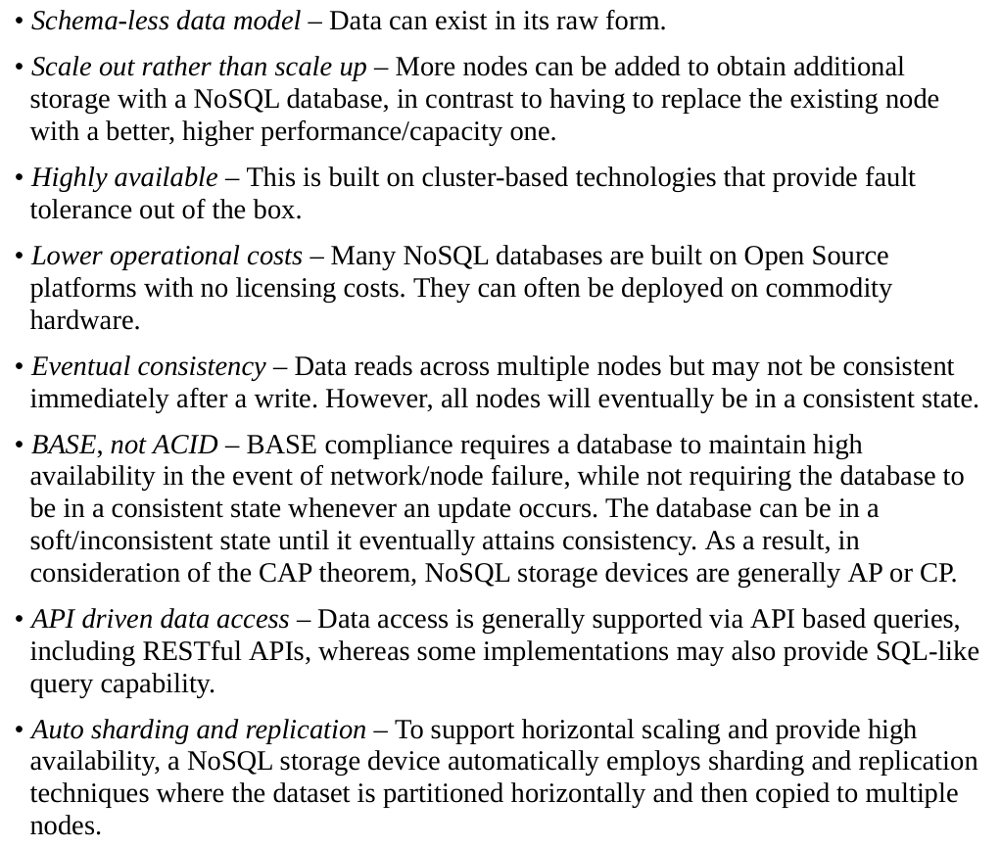 • Schema-less data model – Data can exist in its raw form.
• Scale out rather than scale up – More nodes can be added to obtain additional
storage with a NoSQL database, in contrast to having to replace the existing node
with a better, higher performance/capacity one.
• Highly available – This is built on cluster-based technologies that provide fault
tolerance out of the box.
• Lower operational costs – Many NoSQL databases are built on Open Source
platforms with no licensing costs. They can often be deployed on commodity
hardware.
• Eventual consistency – Data reads across multiple nodes but may not be consistent
immediately after a write. However, all nodes will eventually be in a consistent state.
• BASE, not ACID – BASE compliance requires a database to maintain high
availability in the event of network/node failure, while not requiring the database to
be in a consistent state whenever an update occurs. The database can be in a
soft/inconsistent state until it eventually attains consistency. As a result, in
consideration of the CAP theorem, NoSQL storage devices are generally AP or CP.
• API driven data access – Data access is generally supported via API based queries,
including RESTful APIs, whereas some implementations may also provide SQL-like
query capability.
• Auto sharding and replication – To support horizontal scaling and provide high
availability, a NoSQL storage device automatically employs sharding and replication
techniques where the dataset is partitioned horizontally and then copied to multiple
nodes.